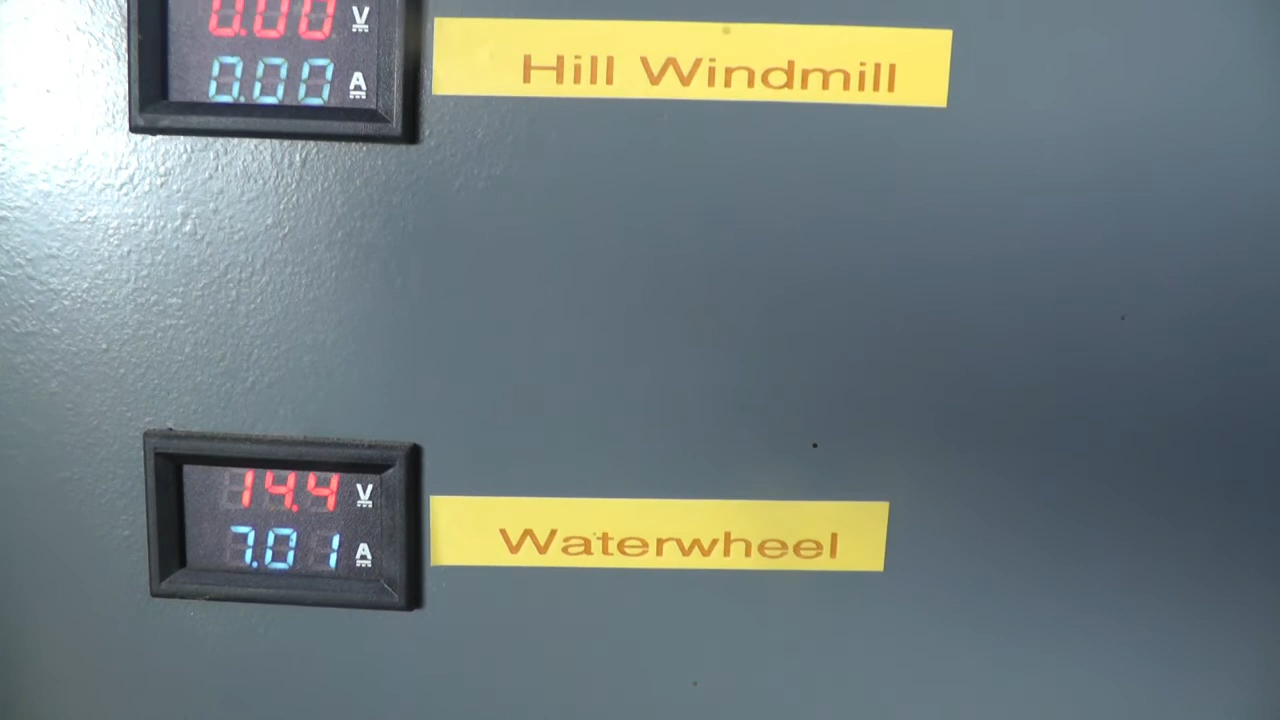 0.00 V
0.00 A
Hill Windmill
14.4 V
7.01 A
Waterwheel